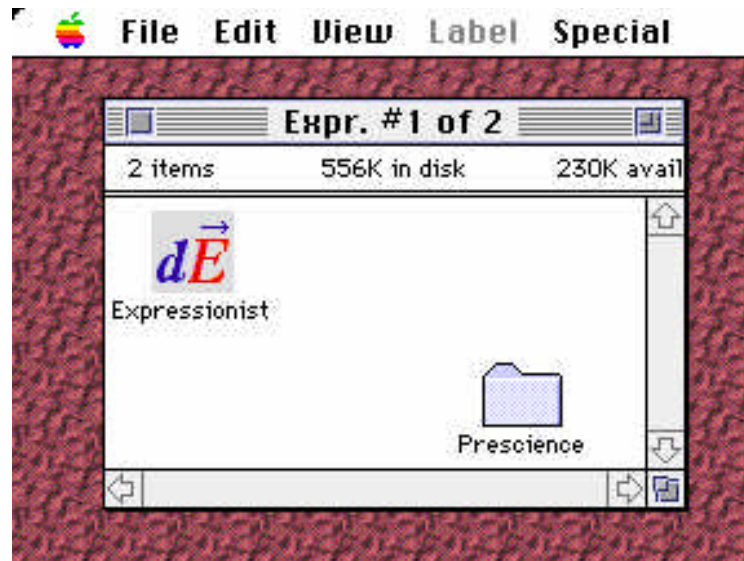 File Edit View Label Special
Expr. #1 of 2
2 items 556K in disk 230K avail
dE
Expressionist
Prescience